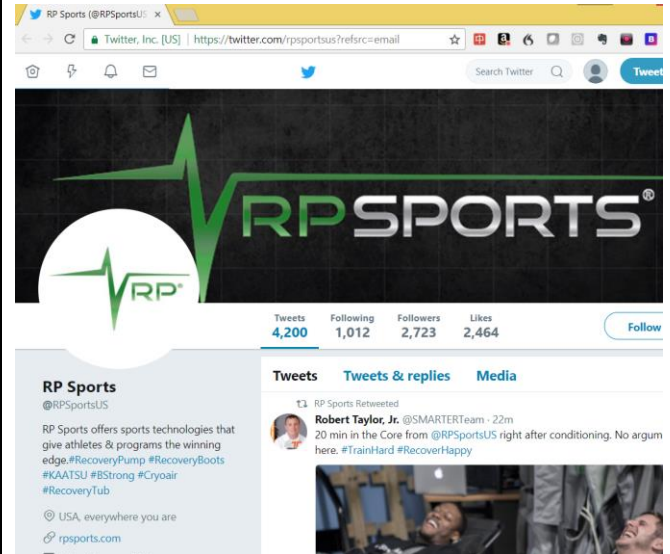 RP Sports (@RPSportsUS
Twitter, Inc. [US] | https://twitter.com/rpsportsus?refsrc=email
Search Twitter
Tweet
RPSPORTS®
RP®
Tweets Following Followers Likes
4,200 1,012 2,723 2,464
Follow
Tweets Tweets & replies Media
RP Sports
@RPSportsUS
RP Sports offers sports technologies that
give athletes & programs the winning
edge.#RecoveryPump #RecoveryBoots
#KAATSU #BStrong #Cryoair
#RecoveryTub
USA, everywhere you are
rpsports.com
RP Sports Retweeted
Robert Taylor, Jr. @SMARTERTeam · 22m
20 min in the Core from @RPSportsUS right after conditioning. No argum
here. #TrainHard #RecoverHappy